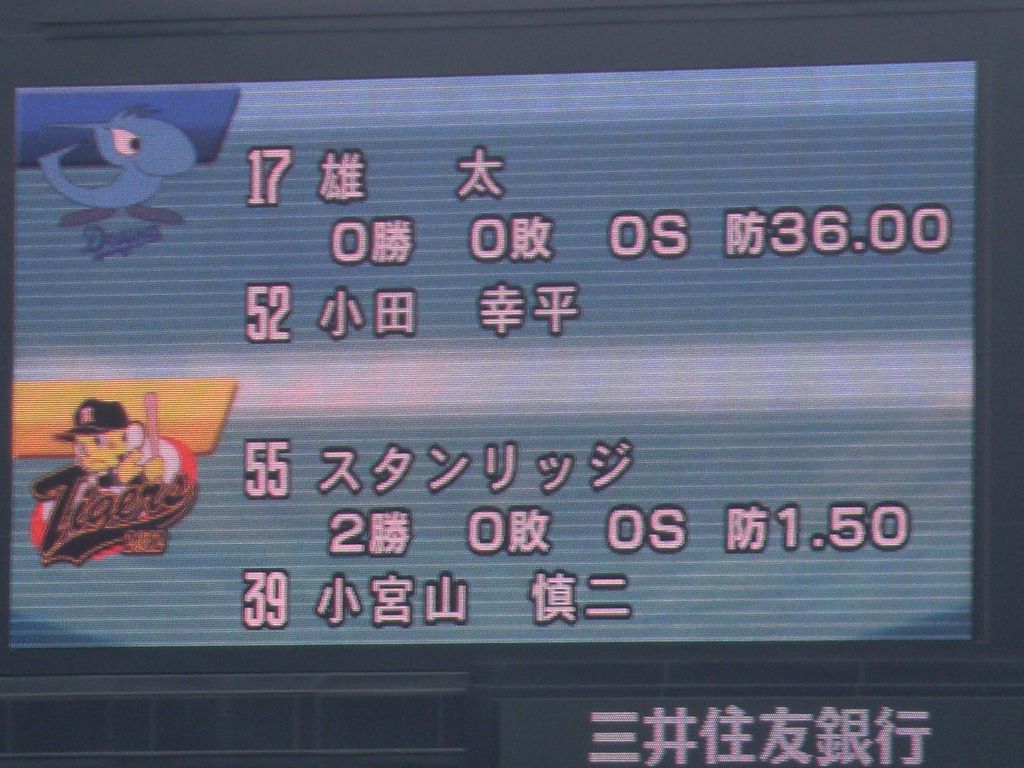 17 雄 太
0勝 0敗 0S 防36.00
Dragons
52 小田 幸平
55 スタンリッジ
Tigers
2勝 0敗 0S 防1.50
39 小宮山 慎二
三井住友銀行